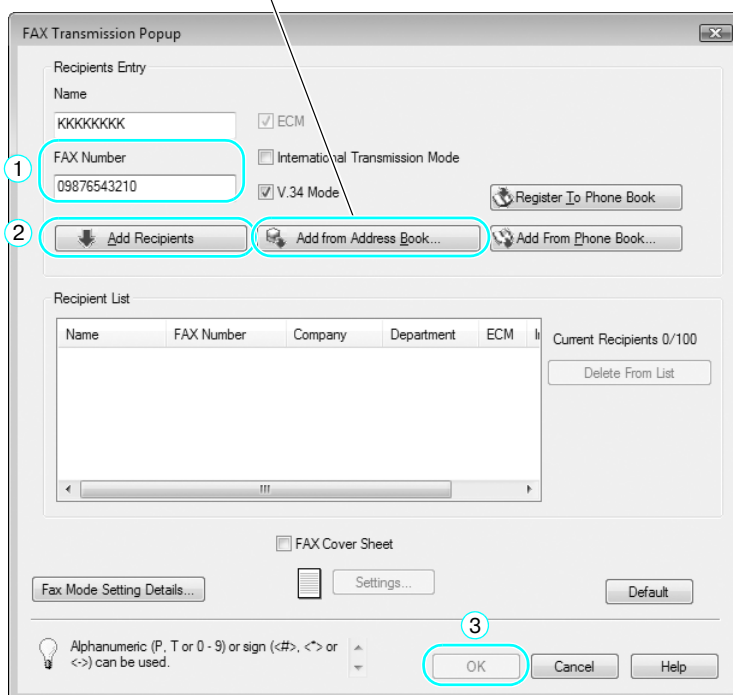 FAX Transmission Popup
Recipients Entry
Name
KKKKKKKK
ECM
1
FAX Number
International Transmission Mode
09876543210
V.34 Mode
Register To Phone Book
2
Add Recipients
Add from Address Book...
Add From Phone Book...
Recipient List
Name FAX Number Company Department ECM
Current Recipients 0/100
Delete From List
FAX Cover Sheet
Fax Mode Setting Details...
Settings...
Default
3
Alphanumeric (P, T or 0 - 9) or sign (<#>, <*> or
<-> can be used.
OK Cancel Help